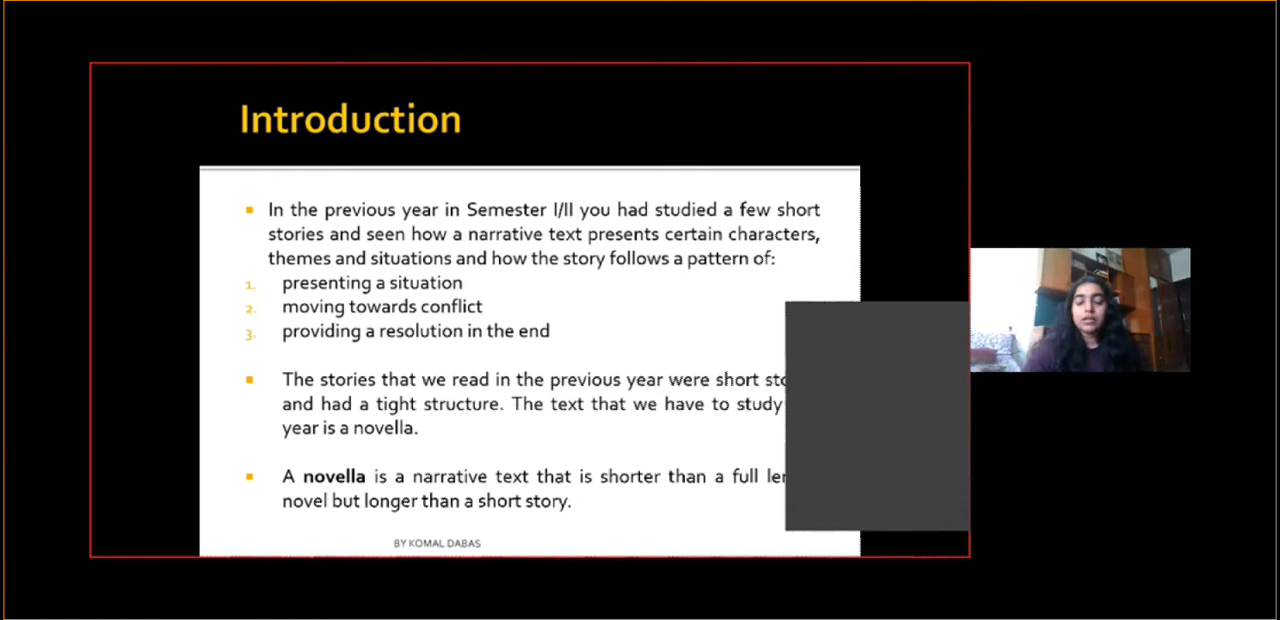 Introduction
In the previous year in Semester I/II you had studied a few short
stories and seen how a narrative text presents certain characters,
themes and situations and how the story follows a pattern of:
1. presenting a situation
2. moving towards conflict
3. providing a resolution in the end
The stories that we read in the previous year were short
and had a tight structure. The text that we have to study
year is a novella.
A novella is a narrative text that is shorter than a full
novel but longer than a short story.
BY KOMAL DABAS